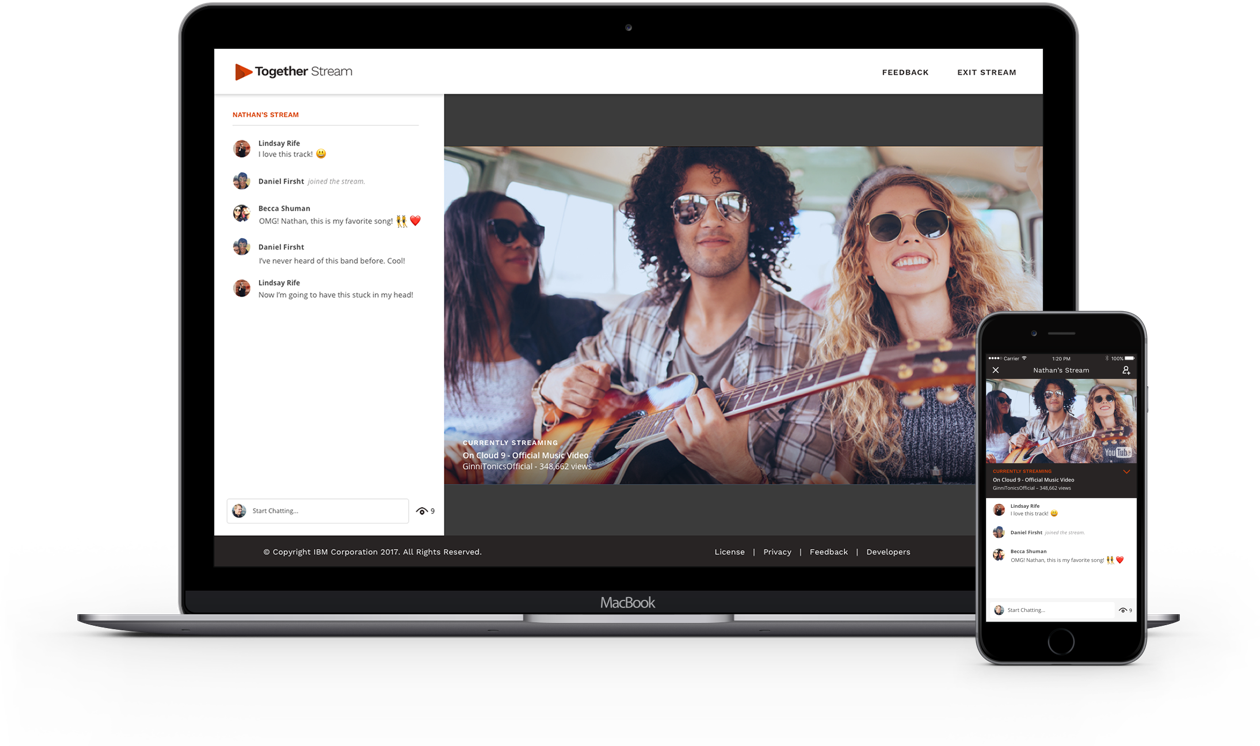 Together Stream
FEEDBACK
EXIT STREAM
NATHAN'S STREAM
Lindsay Rife
I love this track! 😃
Daniel Firsht joined the stream.
Becca Shuman
OMG! Nathan, this is my favorite song! 👯 ❤️
Daniel Firsht
I've never heard of this band before. Cool!
Lindsay Rife
Now I'm going to have this stuck in my head!
Start Chatting...
9
CURRENTLY STREAMING
On Cloud 9 - Official Music Video
GinniTonicsOfficial - 348,662 views
© Copyright IBM Corporation 2017. All Rights Reserved.
License | Privacy | Feedback | Developers
MacBook
Carrier
1:20 PM
100%
Nathan's Stream
YouTube
CURRENTLY STREAMING
On Cloud 9 - Official Music Video
GinniTonicsOfficial - 348,662 views
Lindsay Rife
I love this track! 😃
Daniel Firsht joined the stream.
Becca Shuman
OMG! Nathan, this is my favorite song! 👯 ❤️
Start Chatting...
9